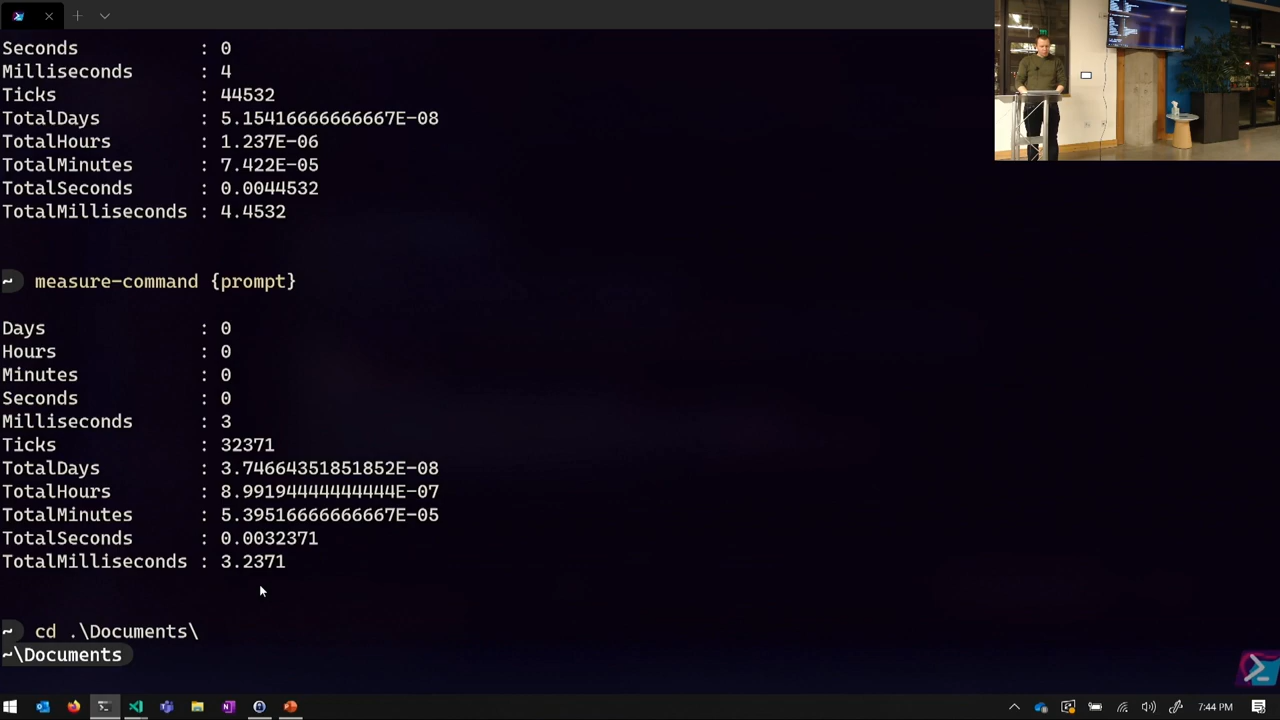 Seconds : 0
Milliseconds : 4
Ticks : 44532
TotalDays : 5.15416666666667E-08
TotalHours : 1.237E-06
TotalMinutes : 7.422E-05
TotalSeconds : 0.0044532
TotalMilliseconds : 4.4532
~ measure-command {prompt}
Days : 0
Hours : 0
Minutes : 0
Seconds : 0
Milliseconds : 3
Ticks : 32371
TotalDays : 3.74664351851852E-08
TotalHours : 8.99194444444444E-07
TotalMinutes : 5.39516666666667E-05
TotalSeconds : 0.0032371
TotalMilliseconds : 3.2371
~ cd .\Documents\
~\Documents
7:44 PM